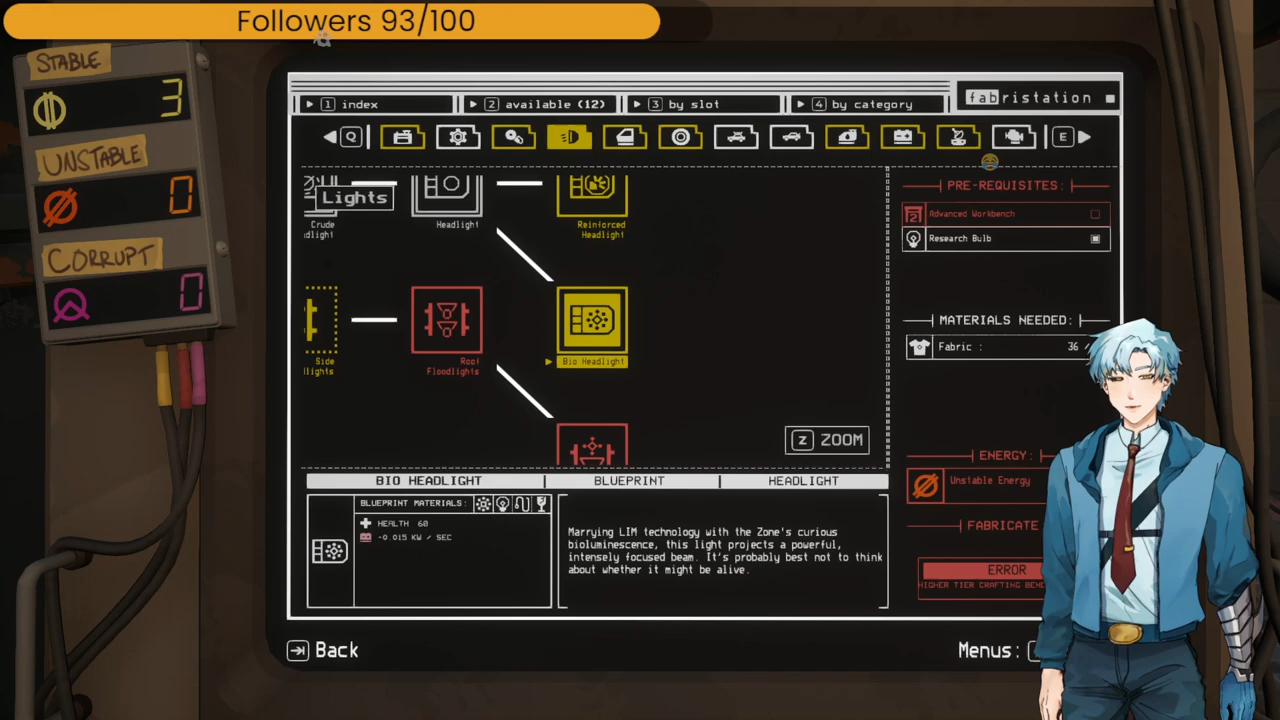 Followers 93/100
STABLE
3
UNSTABLE
0
CORRUPT
0
1 index
2 available (12)
3 by slot
4 by category
fabristation
Q
E
Lights
Crude
Headlight
Reinforced
Headlight
Side
Roof
Floodlights
Bio Headlight
Z ZOOM
PRE-REQUISITES:
Advanced Workbench
Research Bulb
MATERIALS NEEDED:
Fabric : 36 /
ENERGY:
Unstable Energy
FABRICATE
ERROR
HIGHER TIER CRAFTING
BIO HEADLIGHT
BLUEPRINT
HEADLIGHT
BLUEPRINT MATERIALS:
HEALTH 60
-0.015 KW / SEC
Marrying LIM technology with the Zone's curious
bioluminescence, this light projects a powerful,
intensely focused beam. It's probably best not to think
about whether it might be alive.
Back
Menus: